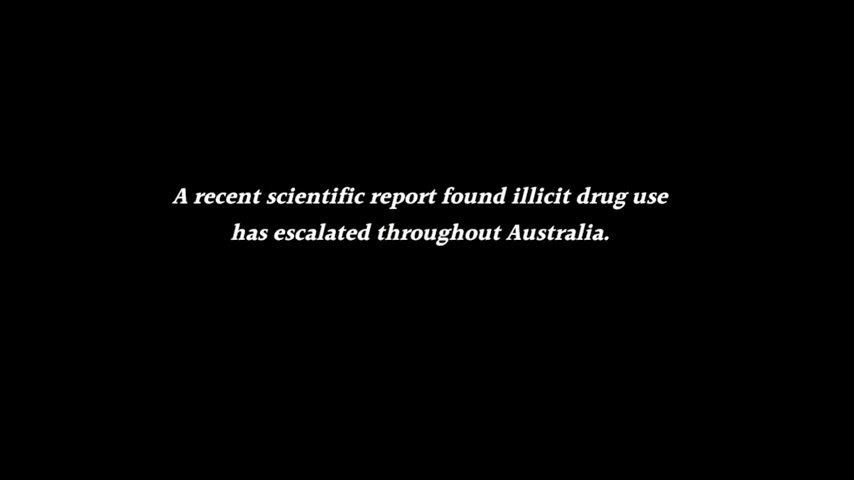 A recent scientific report found illicit drug use
has escalated throughout Australia.